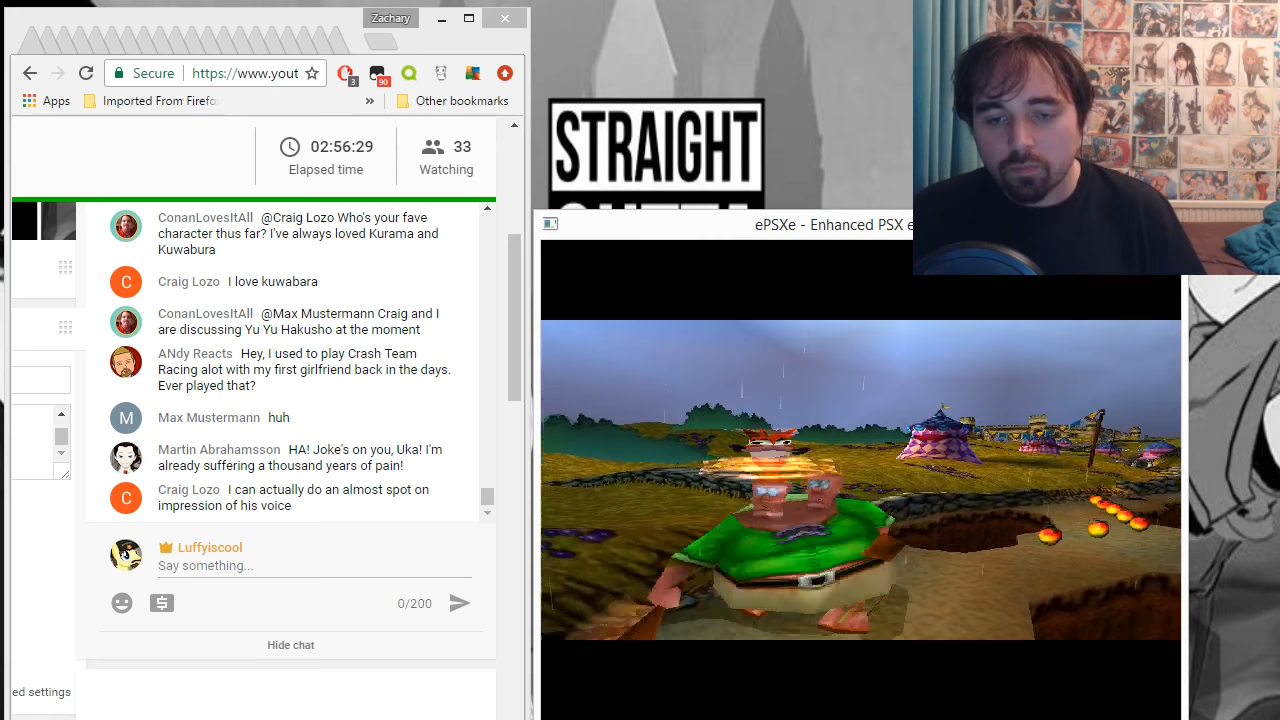 Zachary
Secure https://www.yout
3
90
Apps Imported From Firefo » Other bookmarks
02:56:29
Elapsed time
33
Watching
ConanLovesItAll @Craig Lozo Who's your fave
character thus far? I've always loved Kurama and
Kuwabura
C Craig Lozo I love kuwabara
ConanLovesItAll @Max Mustermann Craig and I
are discussing Yu Yu Hakusho at the moment
ANdy Reacts Hey, I used to play Crash Team
Racing alot with my first girlfriend back in the days.
Ever played that?
M Max Mustermann huh
Martin Abrahamsson HA! Joke's on you, Uka! I'm
already suffering a thousand years of pain!
C Craig Lozo I can actually do an almost spot on
impression of his voice
Luffyiscool
Say something...
0/200
Hide chat
ed settings
STRAIGHT
ePSXe - Enhanced PSX e